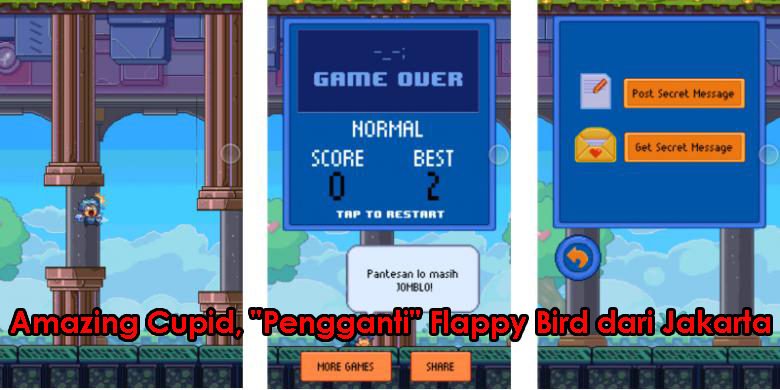 -_-;
GAME OVER
NORMAL
SCORE BEST
0 2
TAP TO RESTART
Pantesan lo masih
JOMBLO!
MORE GAMES
SHARE
Post Secret Message
Get Secret Message
Amazing Cupid, "Pengganti" Flappy Bird dari Jakarta